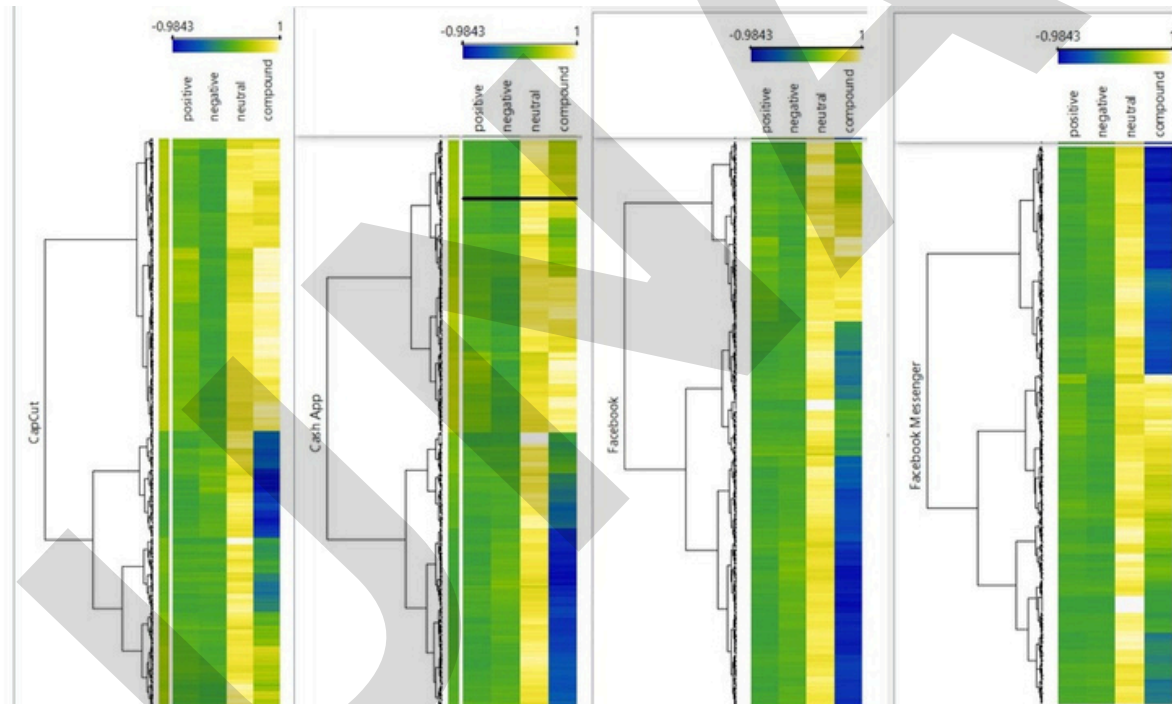 -0.9843 1
positive
negative
neutral
compound
CapCut
-0.9843 1
positive
negative
neutral
compound
Cash App
-0.9843 1
positive
negative
neutral
compound
Facebook
-0.9843 1
positive
negative
neutral
compound
Facebook Messenger